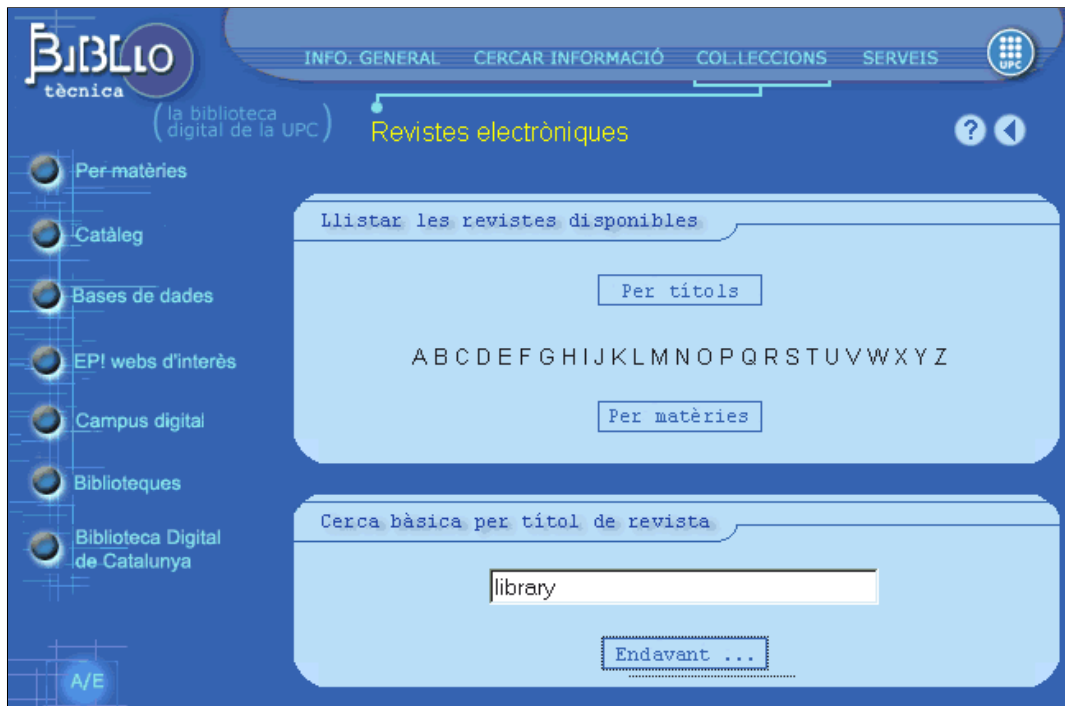 BIBLIO
tècnica
(la biblioteca
digital de la UPC)
INFO. GENERAL CERCAR INFORMACIÓ COL.LECCIONS SERVEIS
UPC
Revistes electròniques
?
Per matèries
Catàleg
Bases de dades
EP! webs d'interès
Campus digital
Biblioteques
Biblioteca Digital
de Catalunya
A/E
Llistar les revistes disponibles
Per títols
A B C D E F G H I J K L M N O P Q R S T U V W X Y Z
Per matèries
Cerca bàsica per títol de revista
library
Endavant ...